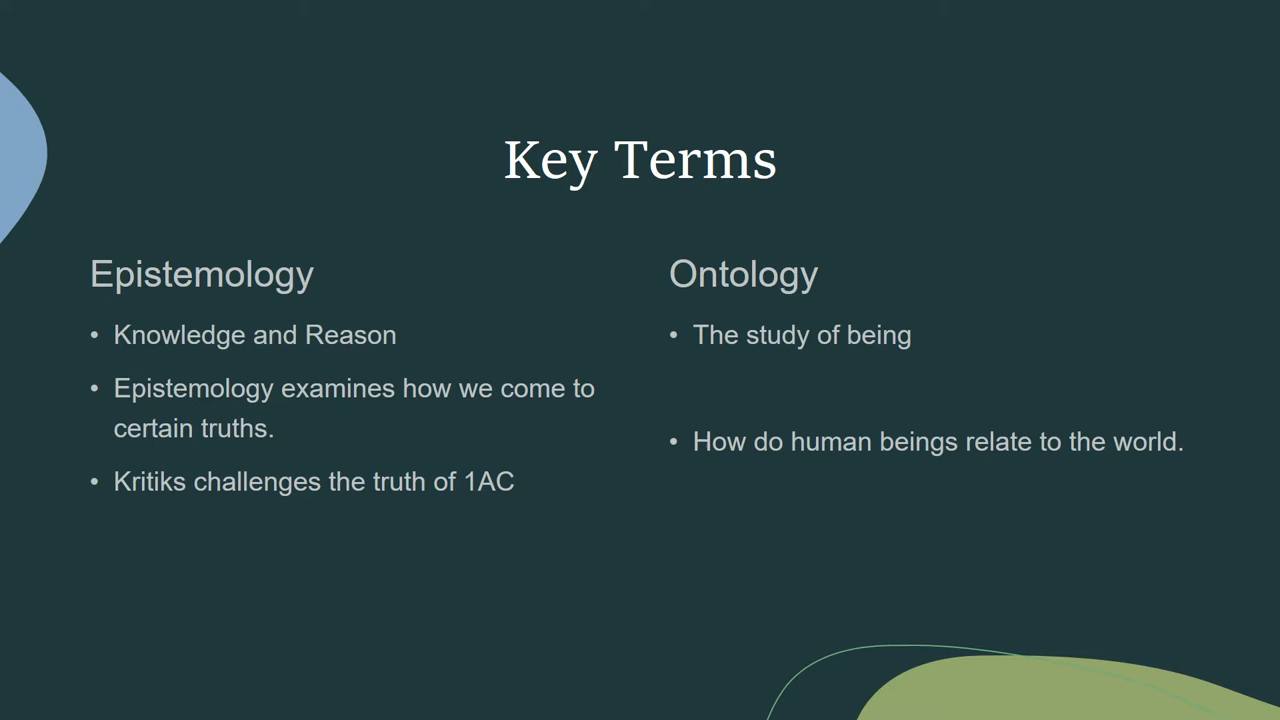 Key Terms
Epistemology
• Knowledge and Reason
• Epistemology examines how we come to
certain truths.
• Kritiks challenges the truth of 1AC
Ontology
• The study of being
• How do human beings relate to the world.